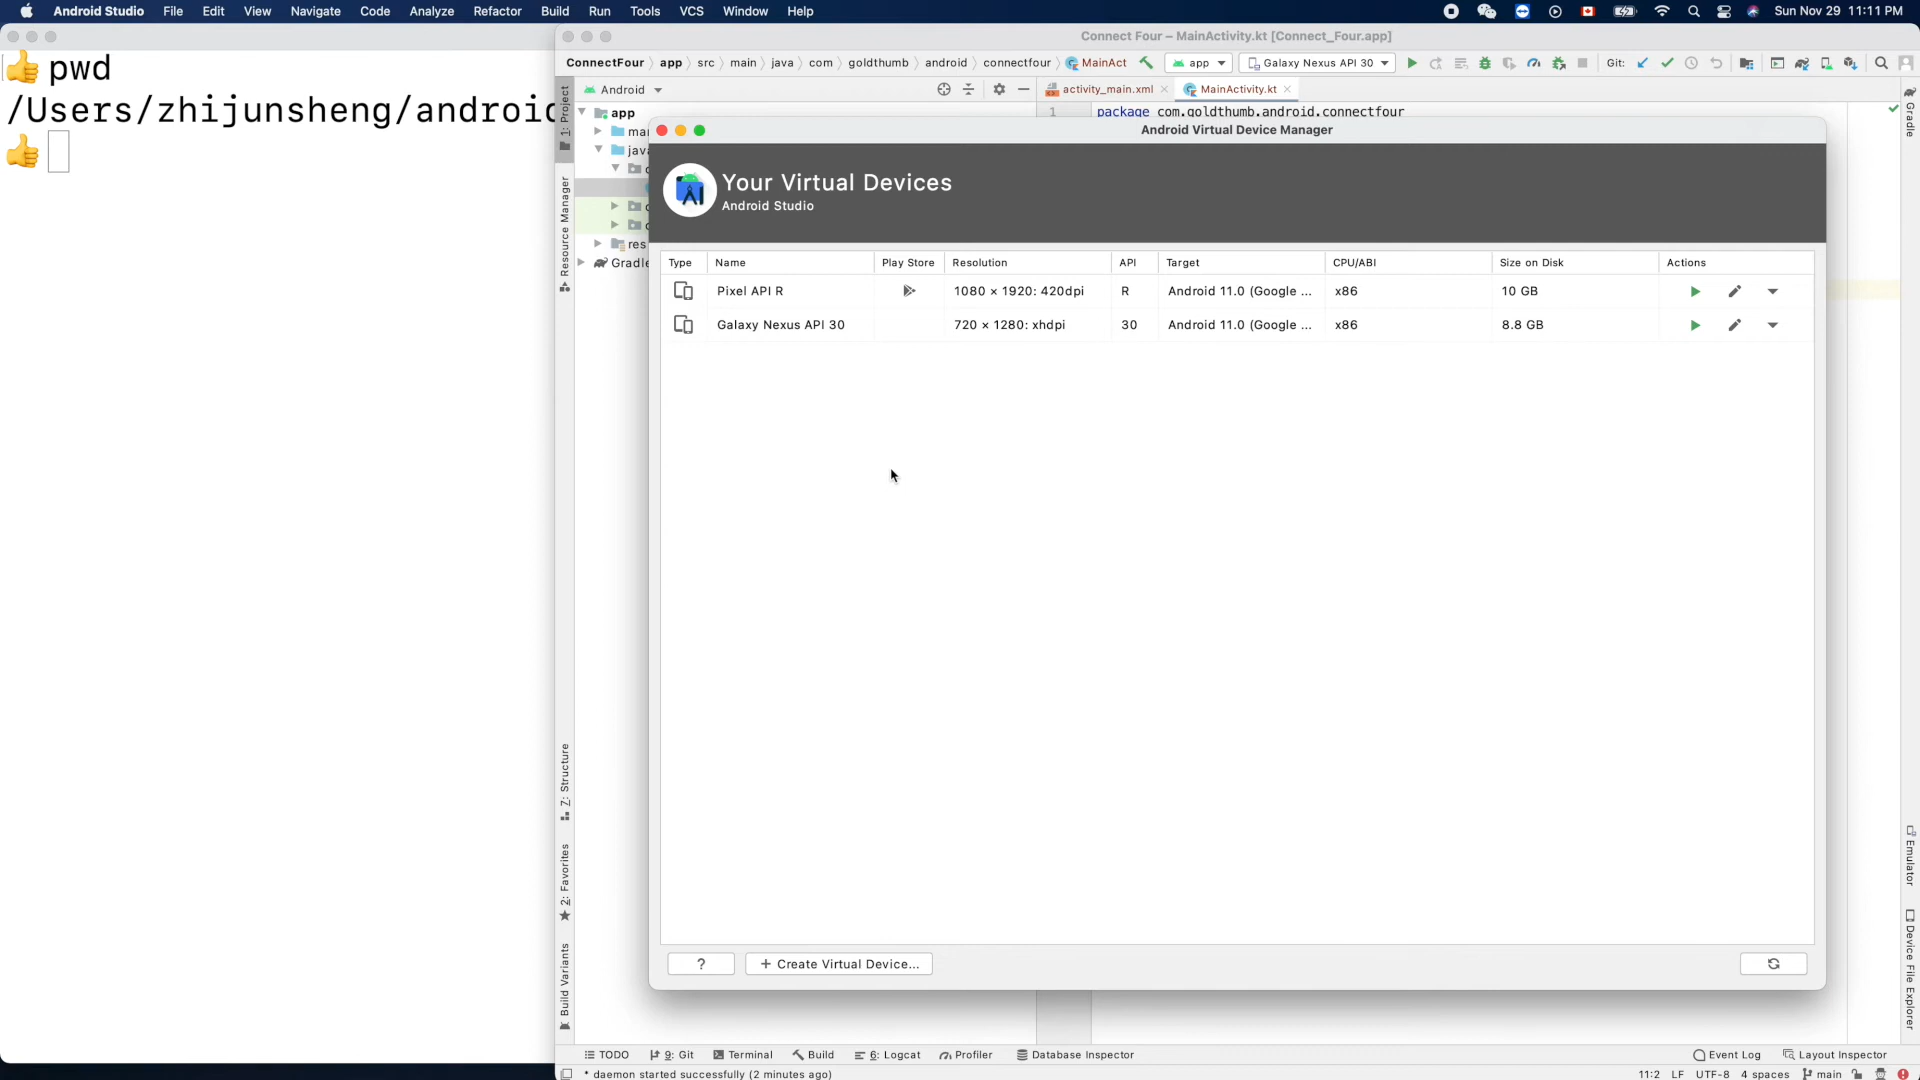 Android Studio File Edit View Navigate Code Analyze Refactor Build Run Tools VCS Window Help Sun Nov 29 11:11 PM
Connect Four – MainActivity.kt [Connect_Four.app]
👍 pwd
/Users/zhijunsheng/android
👍
ConnectFour app src main java com goldthumb android connectfour MainAct app Galaxy Nexus API 30 Git:
Android activity_main.xml MainActivity.kt
app
1 package com.goldthumb.android.connectfour
Android Virtual Device Manager
Your Virtual Devices
Android Studio
res
Gradle
Type Name Play Store Resolution API Target CPU/ABI Size on Disk Actions
Pixel API R 1080 × 1920: 420dpi R Android 11.0 (Google ... x86 10 GB
Galaxy Nexus API 30 720 × 1280: xhdpi 30 Android 11.0 (Google ... x86 8.8 GB
? + Create Virtual Device...
1: Project
Resource Manager
Z: Structure
2: Favorites
Build Variants
Gradle
Emulator
Device File Explorer
TODO 9: Git Terminal Build 6: Logcat Profiler Database Inspector Event Log Layout Inspector
* daemon started successfully (2 minutes ago) 11:2 LF UTF-8 4 spaces main